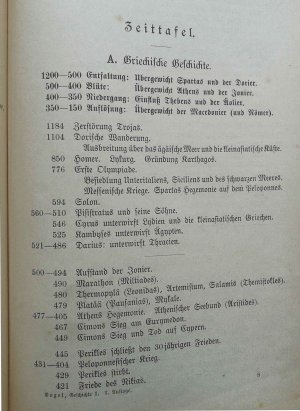 Zeittafel.
A. Griechische Geschichte.
1200—500 Entfaltung: Übergewicht Spartas und der Dorier.
500—400 Blüte: Übergewicht Athens und der Jonier.
400—350 Niedergang: Einfluß Thebens und der Äolier.
350—150 Auflösung: Übergewicht der Macedonier (und Römer).
1184 Zerstörung Trojas.
1104 Dorische Wanderung.
Ausbreitung über das ägäische Meer und die kleinasiatische Küste.
850 Homer. Lykurg. Gründung Karthagos.
776 Erste Olympiade.
Besiedlung Unteritaliens, Siciliens und des schwarzen Meeres.
Messenische Kriege. Spartas Hegemonie auf dem Peloponnes.
594 Solon.
560—510 Pisistratus und seine Söhne.
546 Cyrus unterwirft Lydien und die kleinasiatischen Griechen.
525 Kambyses unterwirft Ägypten.
521—486 Darius: unterwirft Thracien.
500—494 Aufstand der Jonier.
490 Marathon (Miltiades).
480 Thermopylä (Leonidas), Artemisium, Salamis (Themistokles).
479 Platää (Pausanias), Mykale.
477—405 Athens Hegemonie. Athenischer Seebund (Aristides).
467 Cimons Sieg am Eurymedon.
449 Cimons Sieg und Tod auf Cypern.
445 Perikles schließt den 30jährigen Frieden.
431—404 Peloponnesischer Krieg.
429 Perikles stirbt.
421 Friede des Nikias.
Vogel, Geschichte I. 4. Auflage. 8